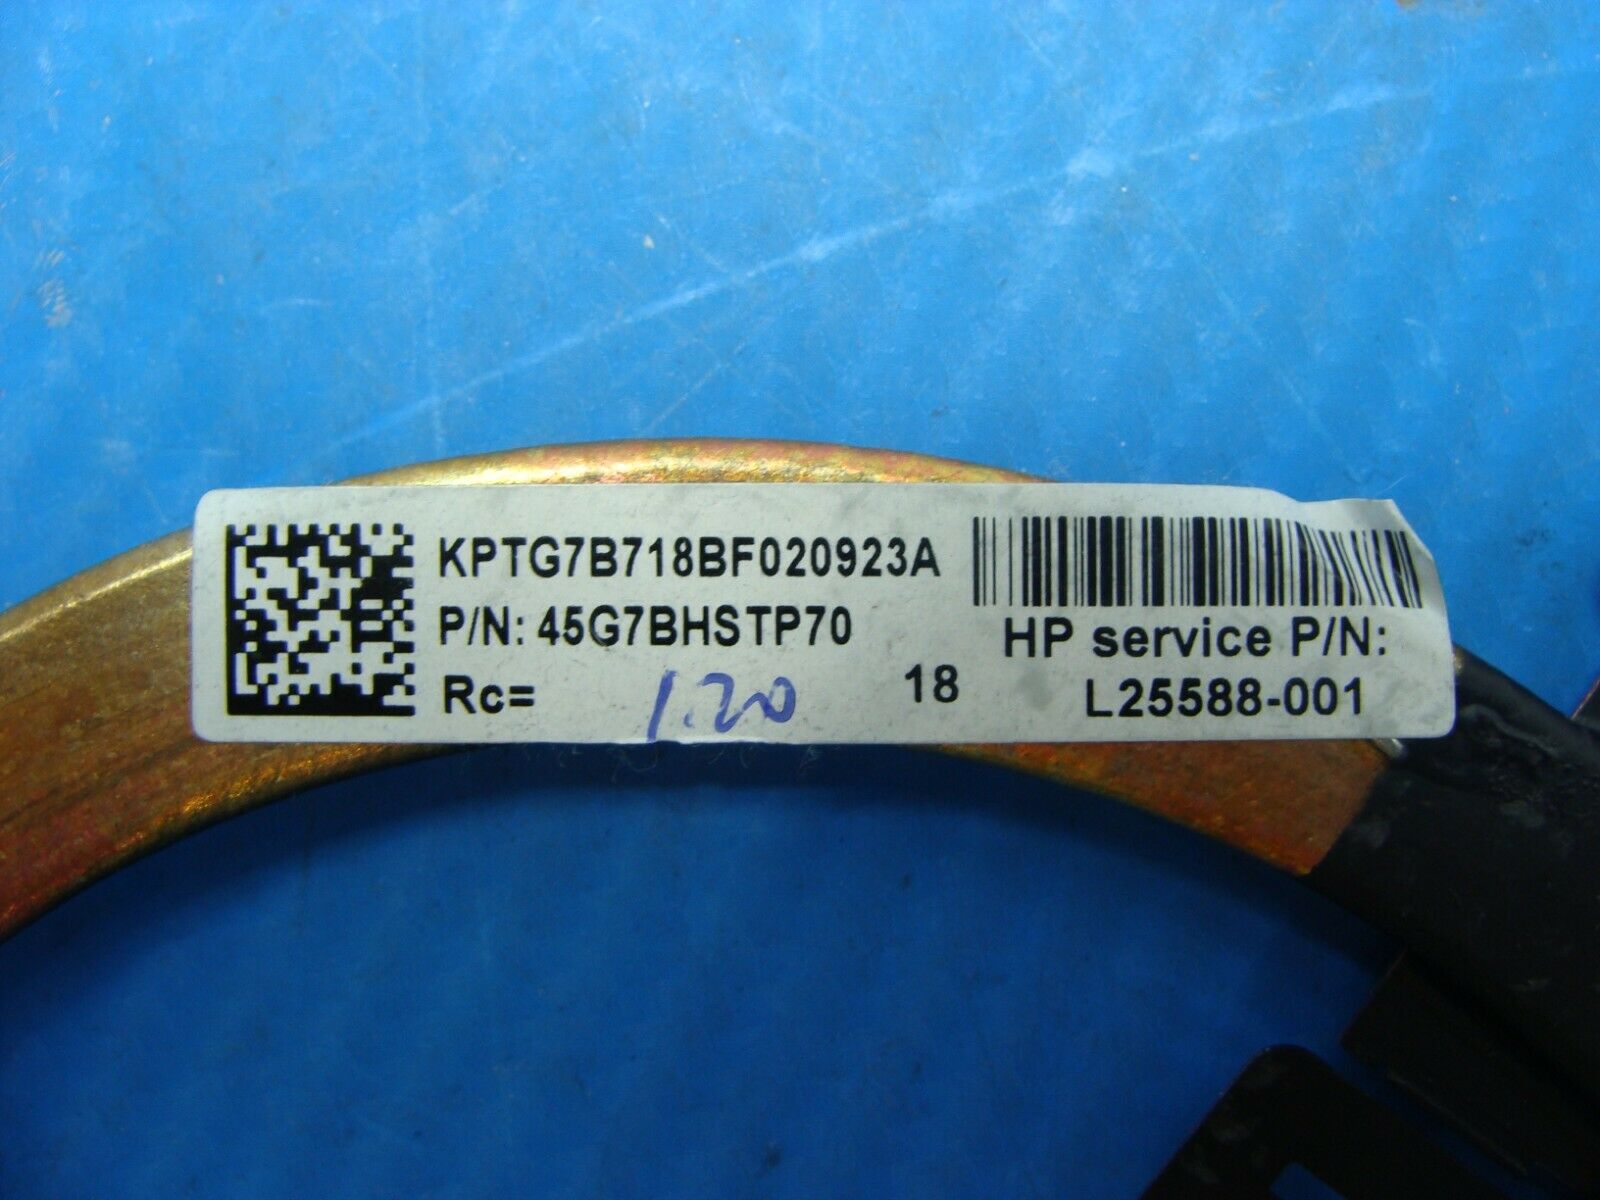 KPTG7B718BF020923A
P/N: 45G7BHSTP70
Rc= 1.20 18
HP service P/N:
L25588-001